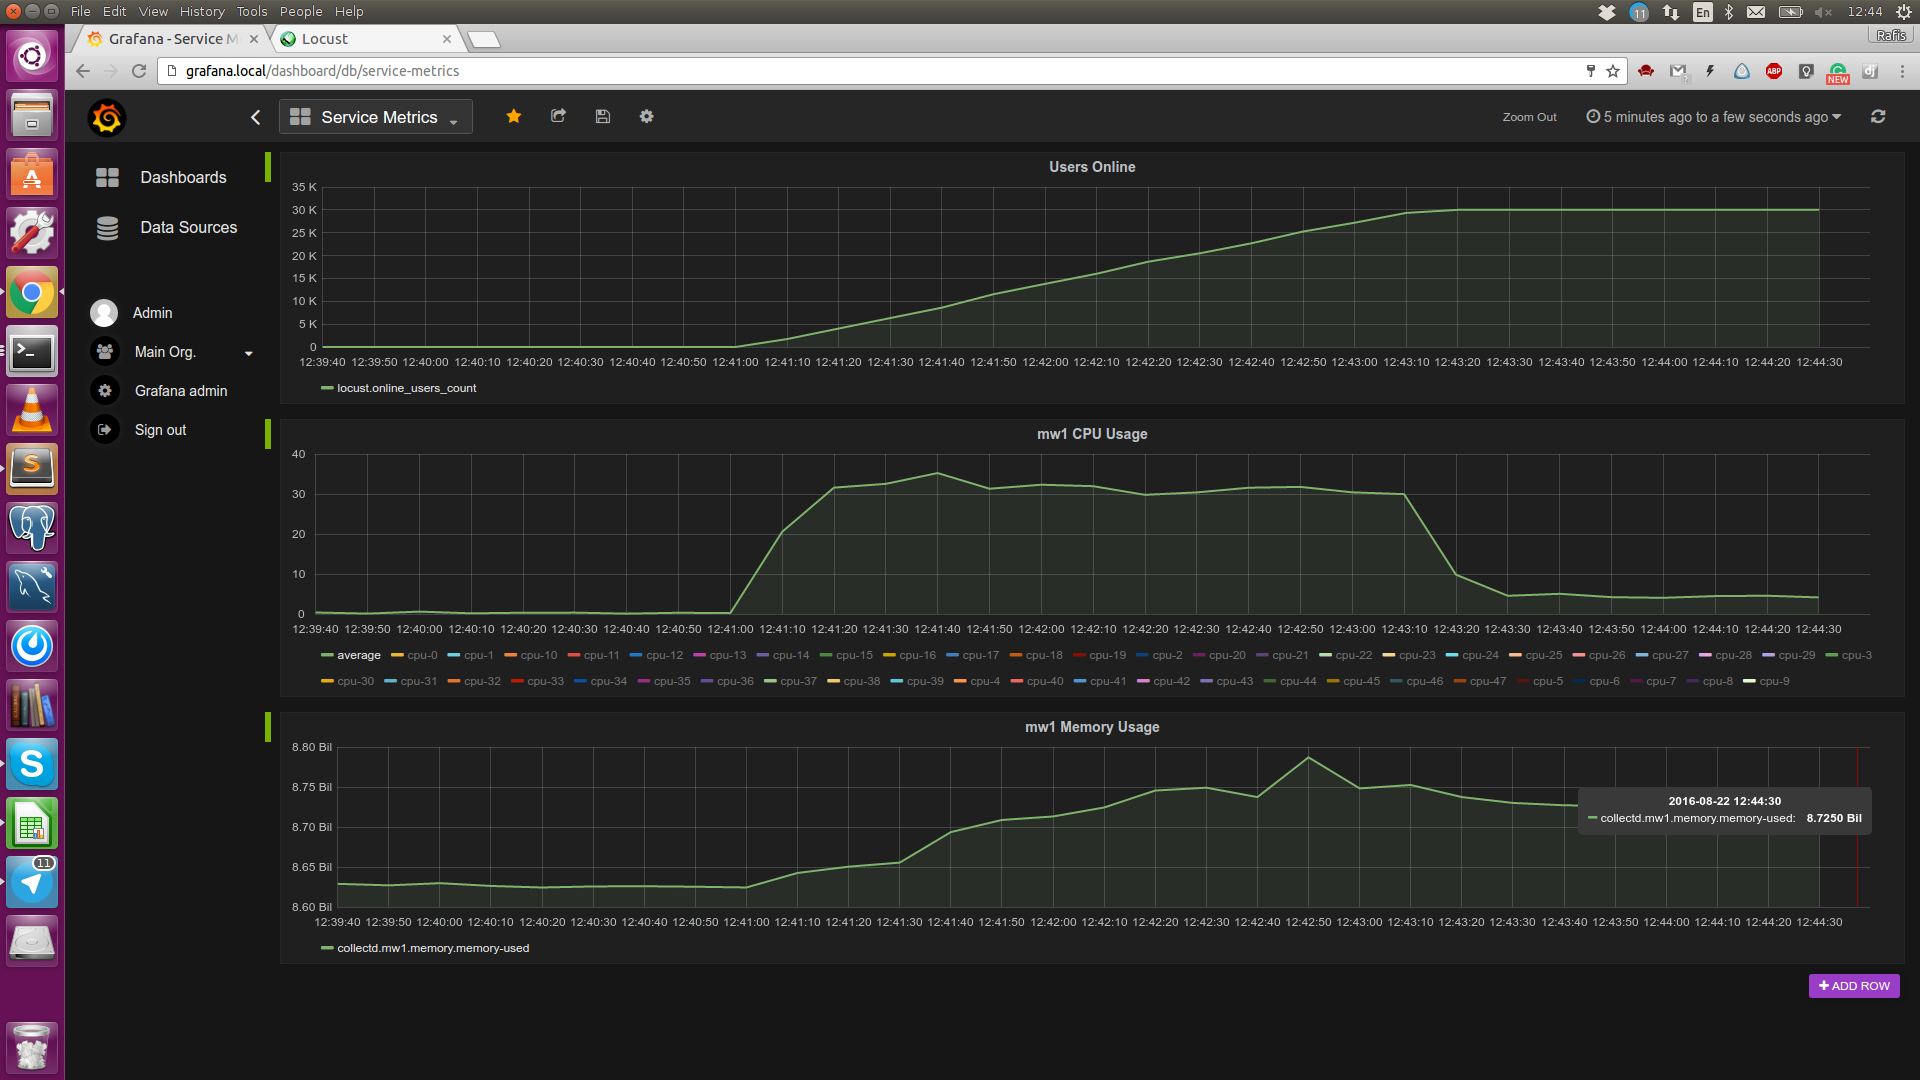 File Edit View History Tools People Help
11 En 12:44
Grafana - Service M
Locust
Rafis
grafana.local/dashboard/db/service-metrics
ABP NEW dj
Service Metrics
Zoom Out 5 minutes ago to a few seconds ago
Dashboards
Data Sources
Admin
Main Org.
Grafana admin
Sign out
11
Users Online
35 K
30 K
25 K
20 K
15 K
10 K
5 K
0
12:39:40 12:39:50 12:40:00 12:40:10 12:40:20 12:40:30 12:40:40 12:40:50 12:41:00 12:41:10 12:41:20 12:41:30 12:41:40 12:41:50 12:42:00 12:42:10 12:42:20 12:42:30 12:42:40 12:42:50 12:43:00 12:43:10 12:43:20 12:43:30 12:43:40 12:43:50 12:44:00 12:44:10 12:44:20 12:44:30
locust.online_users_count
mw1 CPU Usage
40
30
20
10
0
12:39:40 12:39:50 12:40:00 12:40:10 12:40:20 12:40:30 12:40:40 12:40:50 12:41:00 12:41:10 12:41:20 12:41:30 12:41:40 12:41:50 12:42:00 12:42:10 12:42:20 12:42:30 12:42:40 12:42:50 12:43:00 12:43:10 12:43:20 12:43:30 12:43:40 12:43:50 12:44:00 12:44:10 12:44:20 12:44:30
average cpu-0 cpu-1 cpu-10 cpu-11 cpu-12 cpu-13 cpu-14 cpu-15 cpu-16 cpu-17 cpu-18 cpu-19 cpu-2 cpu-20 cpu-21 cpu-22 cpu-23 cpu-24 cpu-25 cpu-26 cpu-27 cpu-28 cpu-29 cpu-3
cpu-30 cpu-31 cpu-32 cpu-33 cpu-34 cpu-35 cpu-36 cpu-37 cpu-38 cpu-39 cpu-4 cpu-40 cpu-41 cpu-42 cpu-43 cpu-44 cpu-45 cpu-46 cpu-47 cpu-5 cpu-6 cpu-7 cpu-8 cpu-9
mw1 Memory Usage
8.80 Bil
8.75 Bil
8.70 Bil
8.65 Bil
8.60 Bil
2016-08-22 12:44:30
collectd.mw1.memory.memory-used: 8.7250 Bil
12:39:40 12:39:50 12:40:00 12:40:10 12:40:20 12:40:30 12:40:40 12:40:50 12:41:00 12:41:10 12:41:20 12:41:30 12:41:40 12:41:50 12:42:00 12:42:10 12:42:20 12:42:30 12:42:40 12:42:50 12:43:00 12:43:10 12:43:20 12:43:30 12:43:40 12:43:50 12:44:00 12:44:10 12:44:20 12:44:30
collectd.mw1.memory.memory-used
ADD ROW